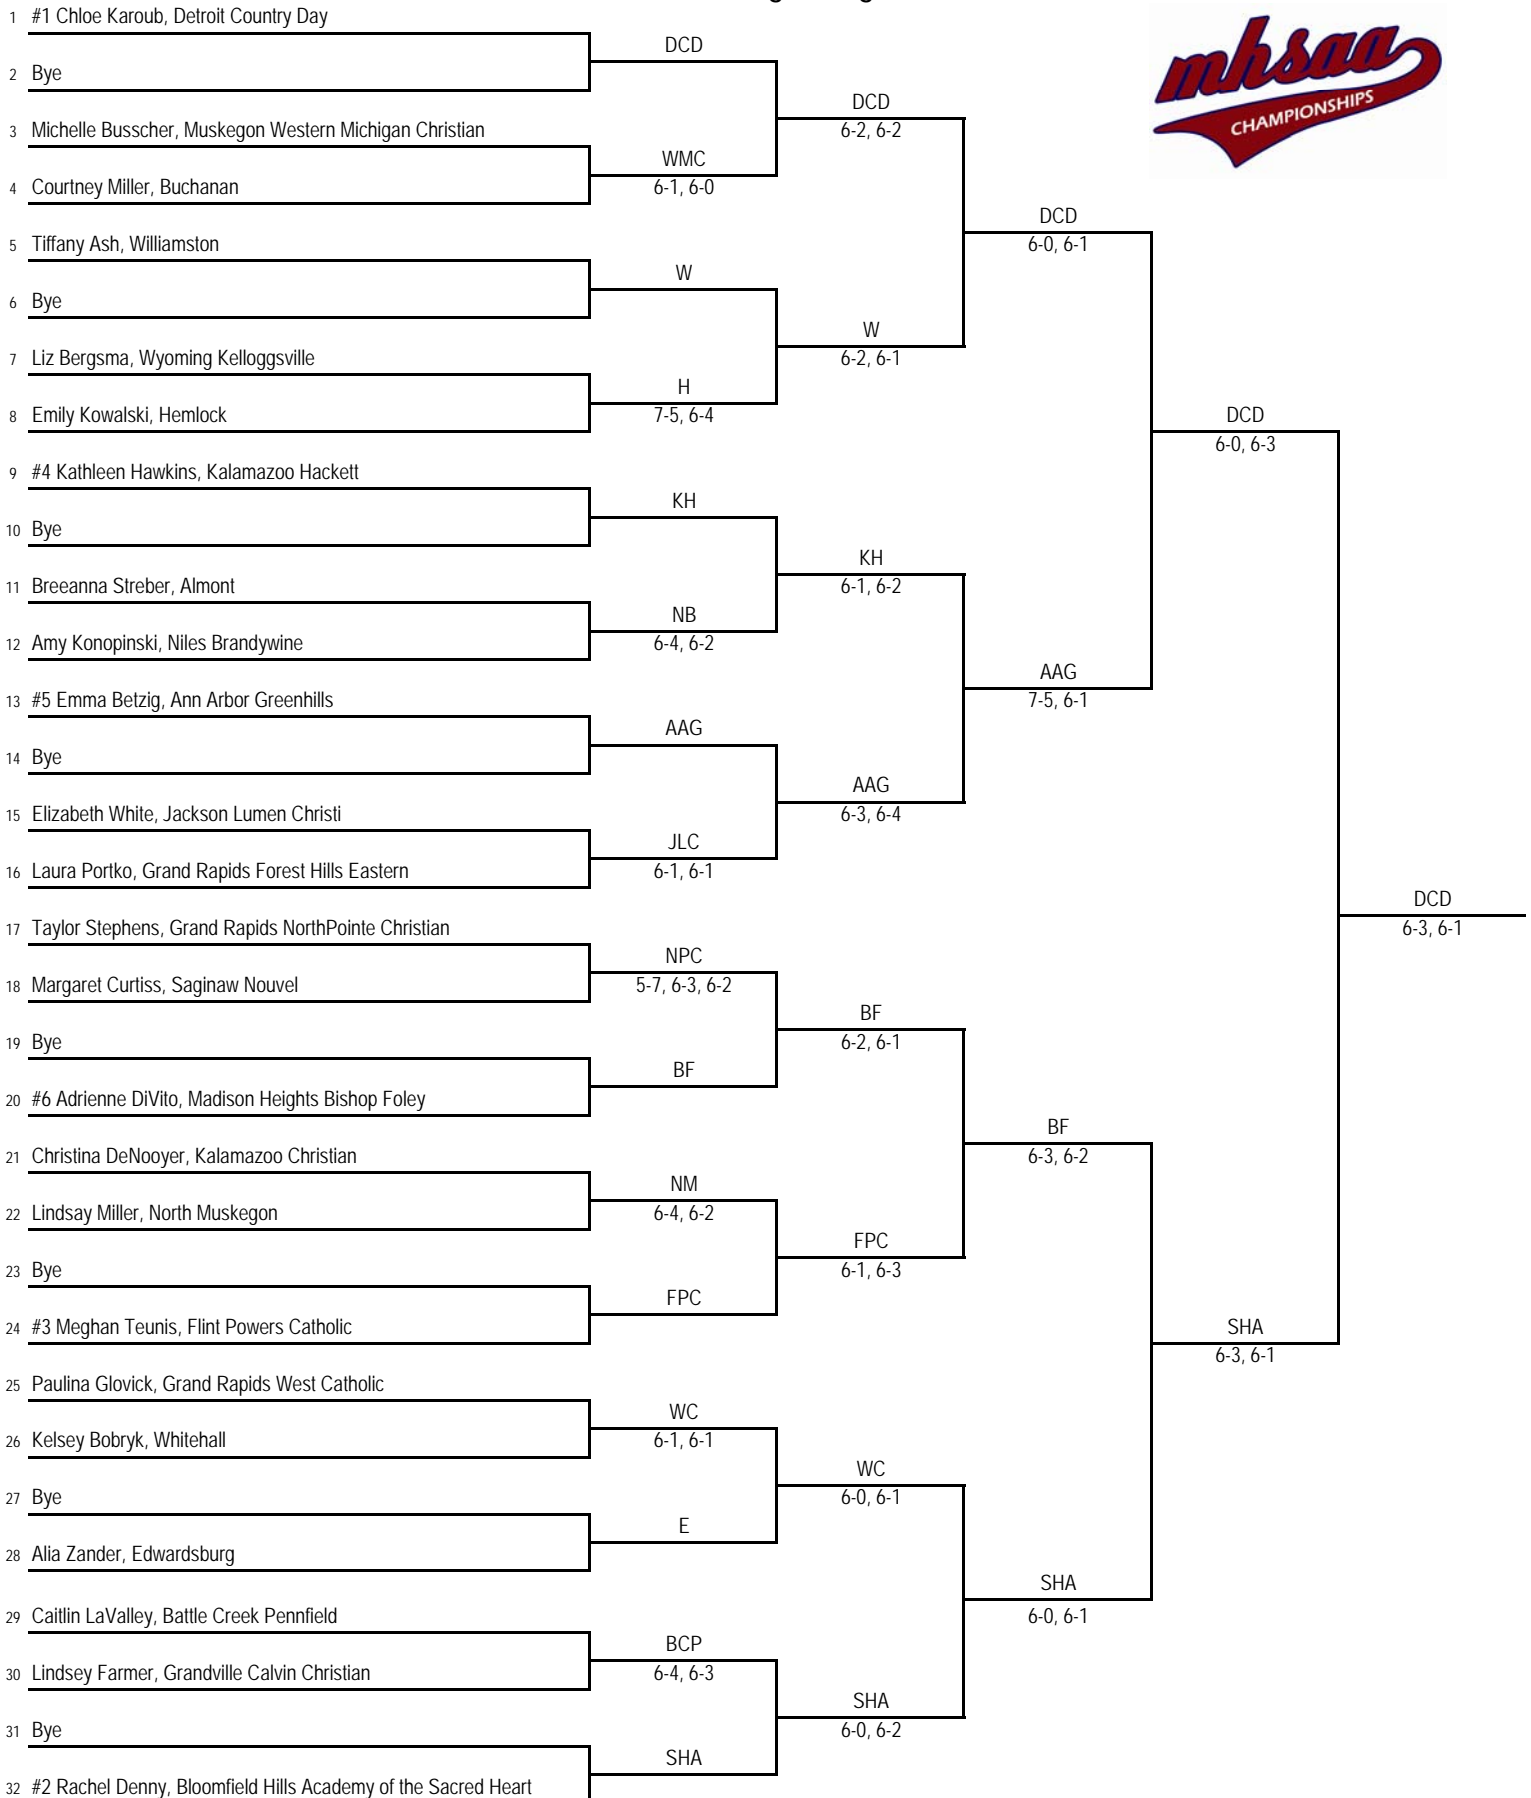 1 #1 Chloe Karoub, Detroit Country Day
2 Bye
3 Michelle Busscher, Muskegon Western Michigan Christian
4 Courtney Miller, Buchanan
5 Tiffany Ash, Williamston
6 Bye
7 Liz Bergsma, Wyoming Kelloggsville
8 Emily Kowalski, Hemlock
9 #4 Kathleen Hawkins, Kalamazoo Hackett
10 Bye
11 Breeanna Streber, Almont
12 Amy Konopinski, Niles Brandywine
13 #5 Emma Betzig, Ann Arbor Greenhills
14 Bye
15 Elizabeth White, Jackson Lumen Christi
16 Laura Portko, Grand Rapids Forest Hills Eastern
17 Taylor Stephens, Grand Rapids NorthPointe Christian
18 Margaret Curtiss, Saginaw Nouvel
19 Bye
20 #6 Adrienne DiVito, Madison Heights Bishop Foley
21 Christina DeNooyer, Kalamazoo Christian
22 Lindsay Miller, North Muskegon
23 Bye
24 #3 Meghan Teunis, Flint Powers Catholic
25 Paulina Glovick, Grand Rapids West Catholic
26 Kelsey Bobryk, Whitehall
27 Bye
28 Alia Zander, Edwardsburg
29 Caitlin LaValley, Battle Creek Pennfield
30 Lindsey Farmer, Grandville Calvin Christian
31 Bye
32 #2 Rachel Denny, Bloomfield Hills Academy of the Sacred Heart
DCD
WMC
6-1, 6-0
W
H
7-5, 6-4
KH
NB
6-4, 6-2
AAG
JLC
6-1, 6-1
NPC
5-7, 6-3, 6-2
BF
NM
6-4, 6-2
FPC
WC
6-1, 6-1
E
BCP
6-4, 6-3
SHA
DCD
6-2, 6-2
W
6-2, 6-1
KH
6-1, 6-2
AAG
6-3, 6-4
BF
6-2, 6-1
FPC
6-1, 6-3
WC
6-0, 6-1
SHA
6-0, 6-2
DCD
6-0, 6-1
AAG
7-5, 6-1
BF
6-3, 6-2
SHA
6-0, 6-1
DCD
6-0, 6-3
SHA
6-3, 6-1
DCD
6-3, 6-1
mhsaa
CHAMPIONSHIPS